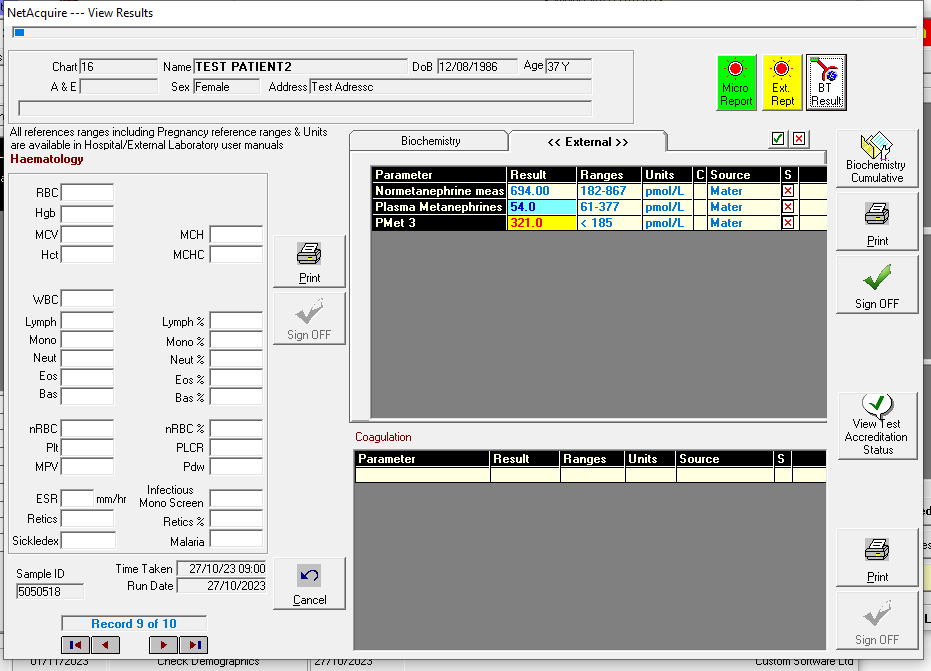 NetAcquire --- View Results
Chart 16 Name TEST PATIENT2 DoB 12/08/1986 Age 37 Y
A & E Sex Female Address Test Adressc
Micro Report
Ext. Rept
BT Result
All references ranges including Pregnancy reference ranges & Units
are available in Hospital/External Laboratory user manuals
Haematology
RBC
Hgb
MCV MCH
Hct MCHC
WBC
Lymph Lymph %
Mono Mono %
Neut Neut %
Eos Eos %
Bas Bas %
nRBC nRBC %
Plt PLCR
MPV Pdw
ESR mm/hr Infectious Mono Screen
Retics Retics %
Sickledex Malaria
Print
Sign OFF
Sample ID
5050518
Time Taken 27/10/23 09:00
Run Date 27/10/2023
Cancel
Record 9 of 10
Biochemistry << External >>
Parameter Result Ranges Units C Source S
Normetanephrine meas 694.00 182-867 pmol/L Mater
Plasma Metanephrines 54.0 61-377 pmol/L Mater
PMet 3 321.0 < 185 pmol/L Mater
Coagulation
Parameter Result Ranges Units Source S
Biochemistry
Cumulative
Print
Sign OFF
View Test
Accreditation
Status
Print
Sign OFF
01/11/2023 Check Demographics 27/10/2023 Custom Software Ltd